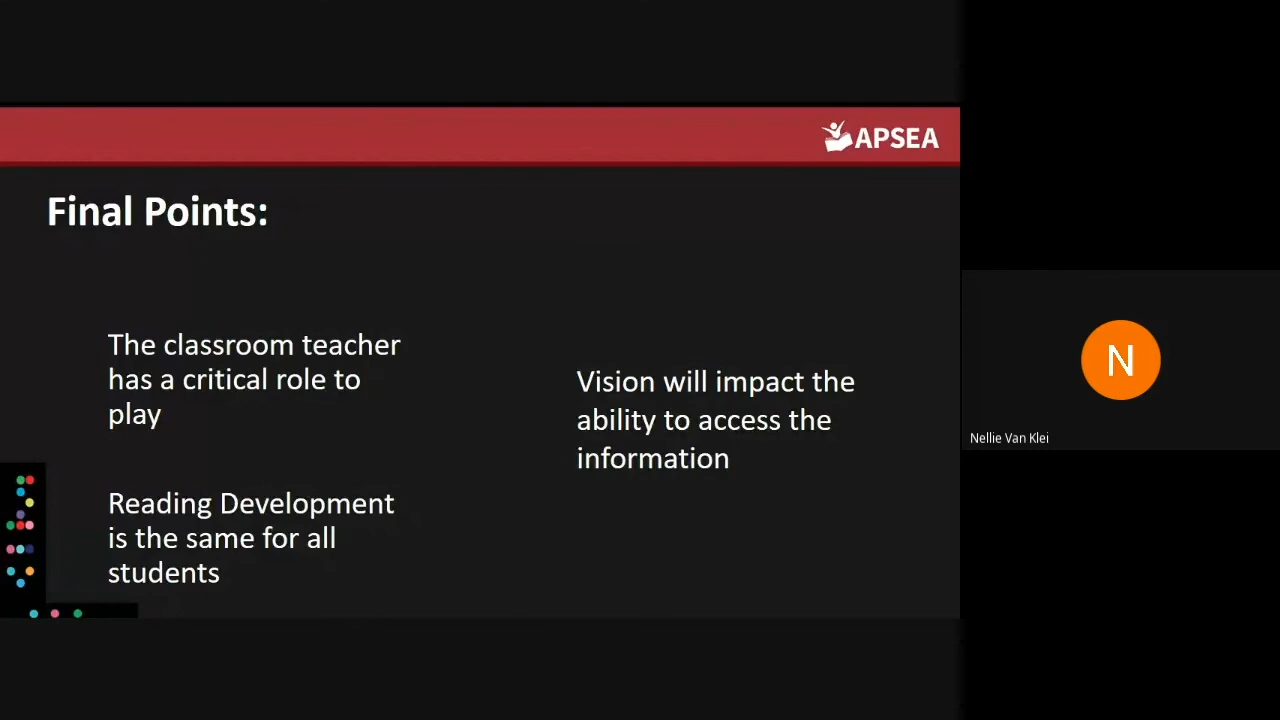 APSEA
Final Points:
The classroom teacher
has a critical role to
play
Reading Development
is the same for all
students
Vision will impact the
ability to access the
information
N
Nellie Van Klei